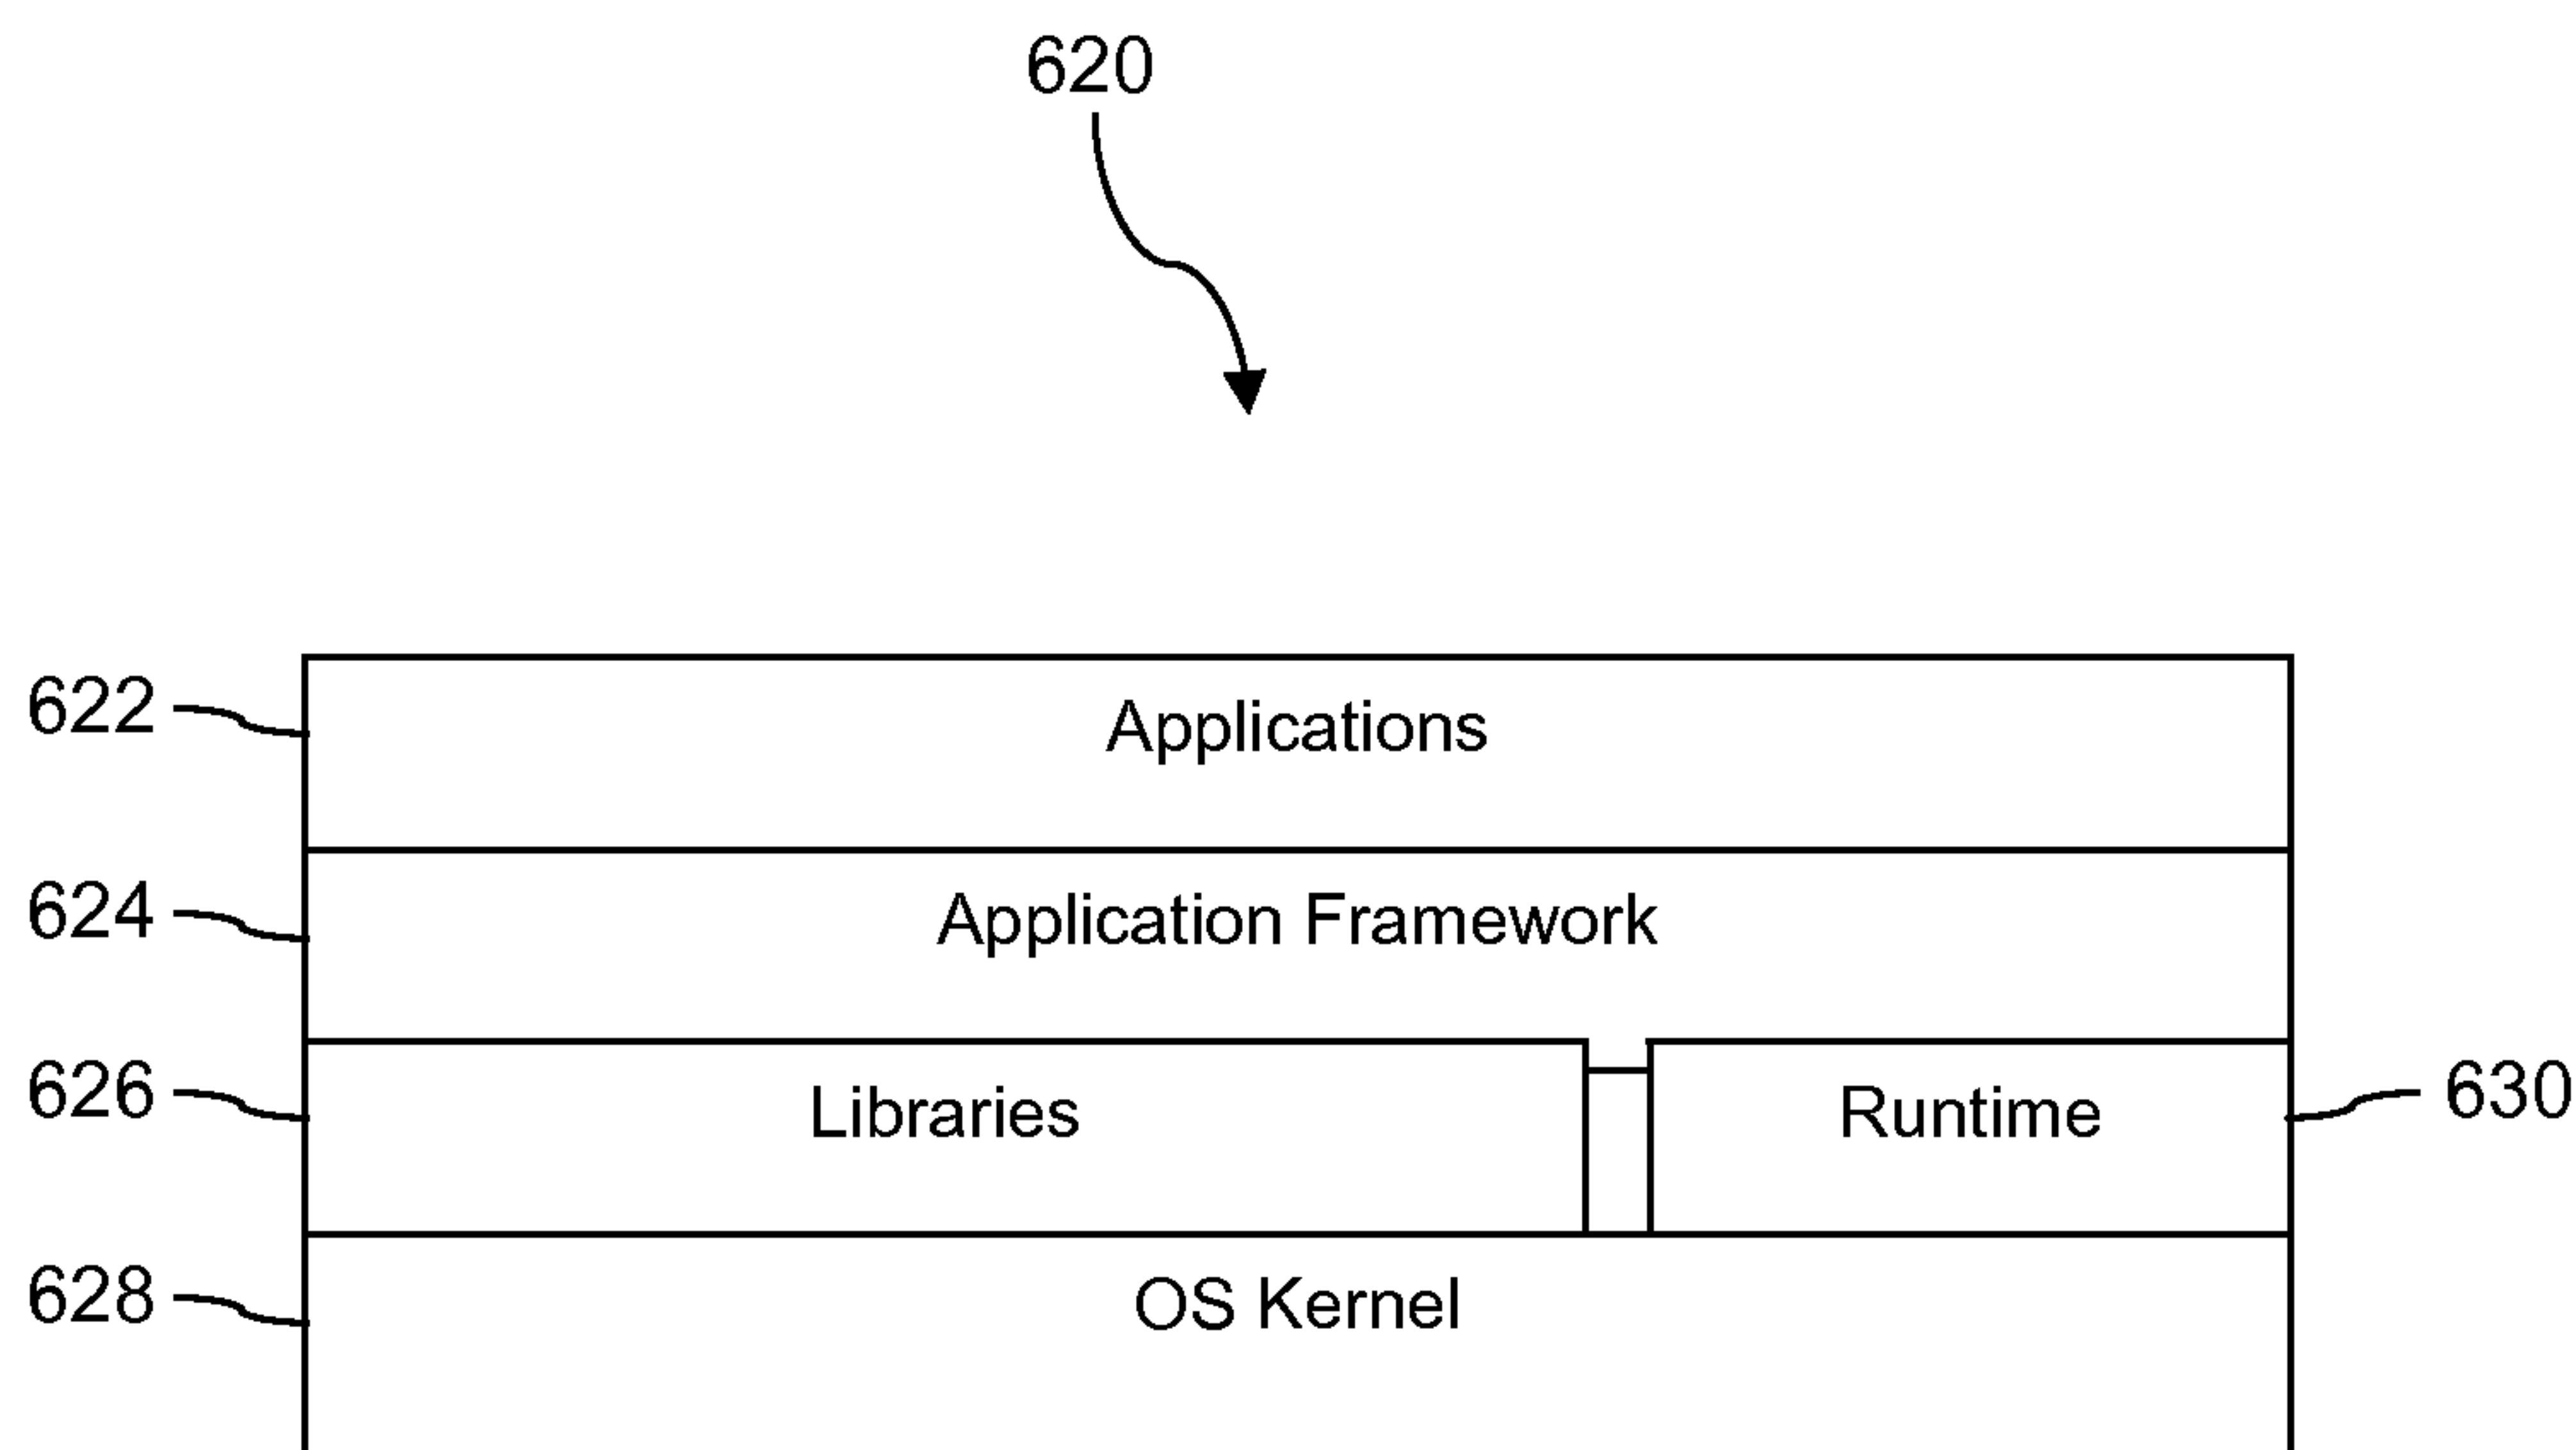 620
622 Applications
624 Application Framework
626 Libraries Runtime 630
628 OS Kernel